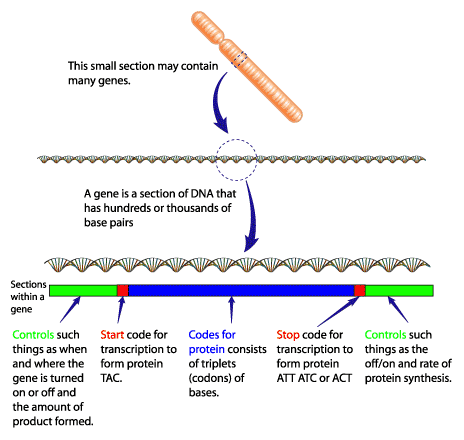 This small section may contain
many genes.
A gene is a section of DNA that
has hundreds or thousands of
base pairs
Sections
within a
gene
Controls such
things as when
and where the
gene is turned
on or off and
the amount of
product formed.
Start code for
transcription to
form protein
TAC.
Codes for
protein consists
of triplets
(codons) of
bases.
Stop code for
transcription to
form protein
ATT ATC or ACT
Controls such
things as the
off/on and rate of
protein synthesis.